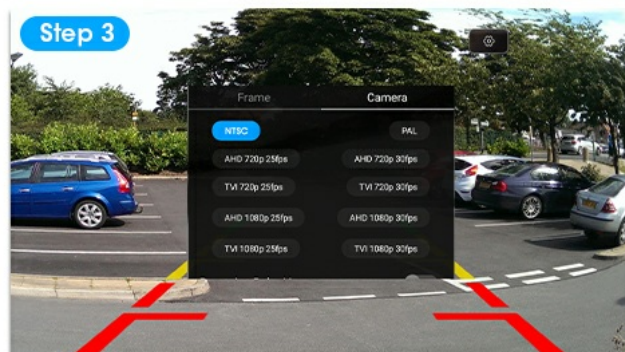 Step 3
Frame Camera
NTSC PAL
AHD 720p 25fps AHD 720p 30fps
TVI 720p 25fps TVI 720p 30fps
AHD 1080p 25fps AHD 1080p 30fps
TVI 1080p 25fps TVI 1080p 30fps